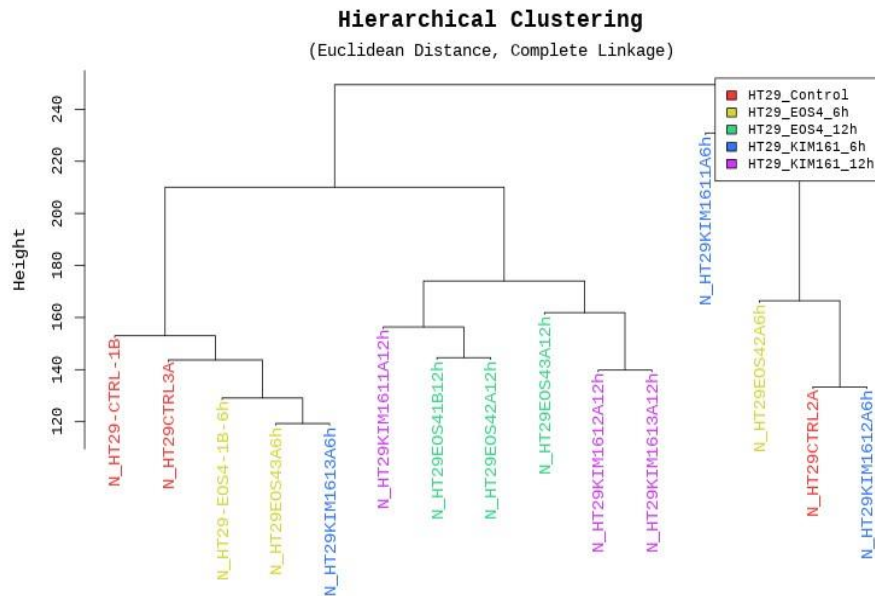 Hierarchical Clustering
(Euclidean Distance, Complete Linkage)
Height
240
220
200
180
160
140
120
HT29_Control
HT29_EOS4_6h
HT29_EOS4_12h
HT29_KIM161_6h
HT29_KIM161_12h
N_HT29-CTRL-1B
N_HT29CTRL3A
N_HT29-EOS4-1B-6h
N_HT29EOS43A6h
N_HT29KIM1613A6h
N_HT29KIM1611A12h
N_HT29EOS41B12h
N_HT29EOS42A12h
N_HT29EOS43A12h
N_HT29KIM1612A12h
N_HT29KIM1613A12h
N_HT29KIM1611A6h
N_HT29EOS42A6h
N_HT29CTRL2A
N_HT29KIM1612A6h